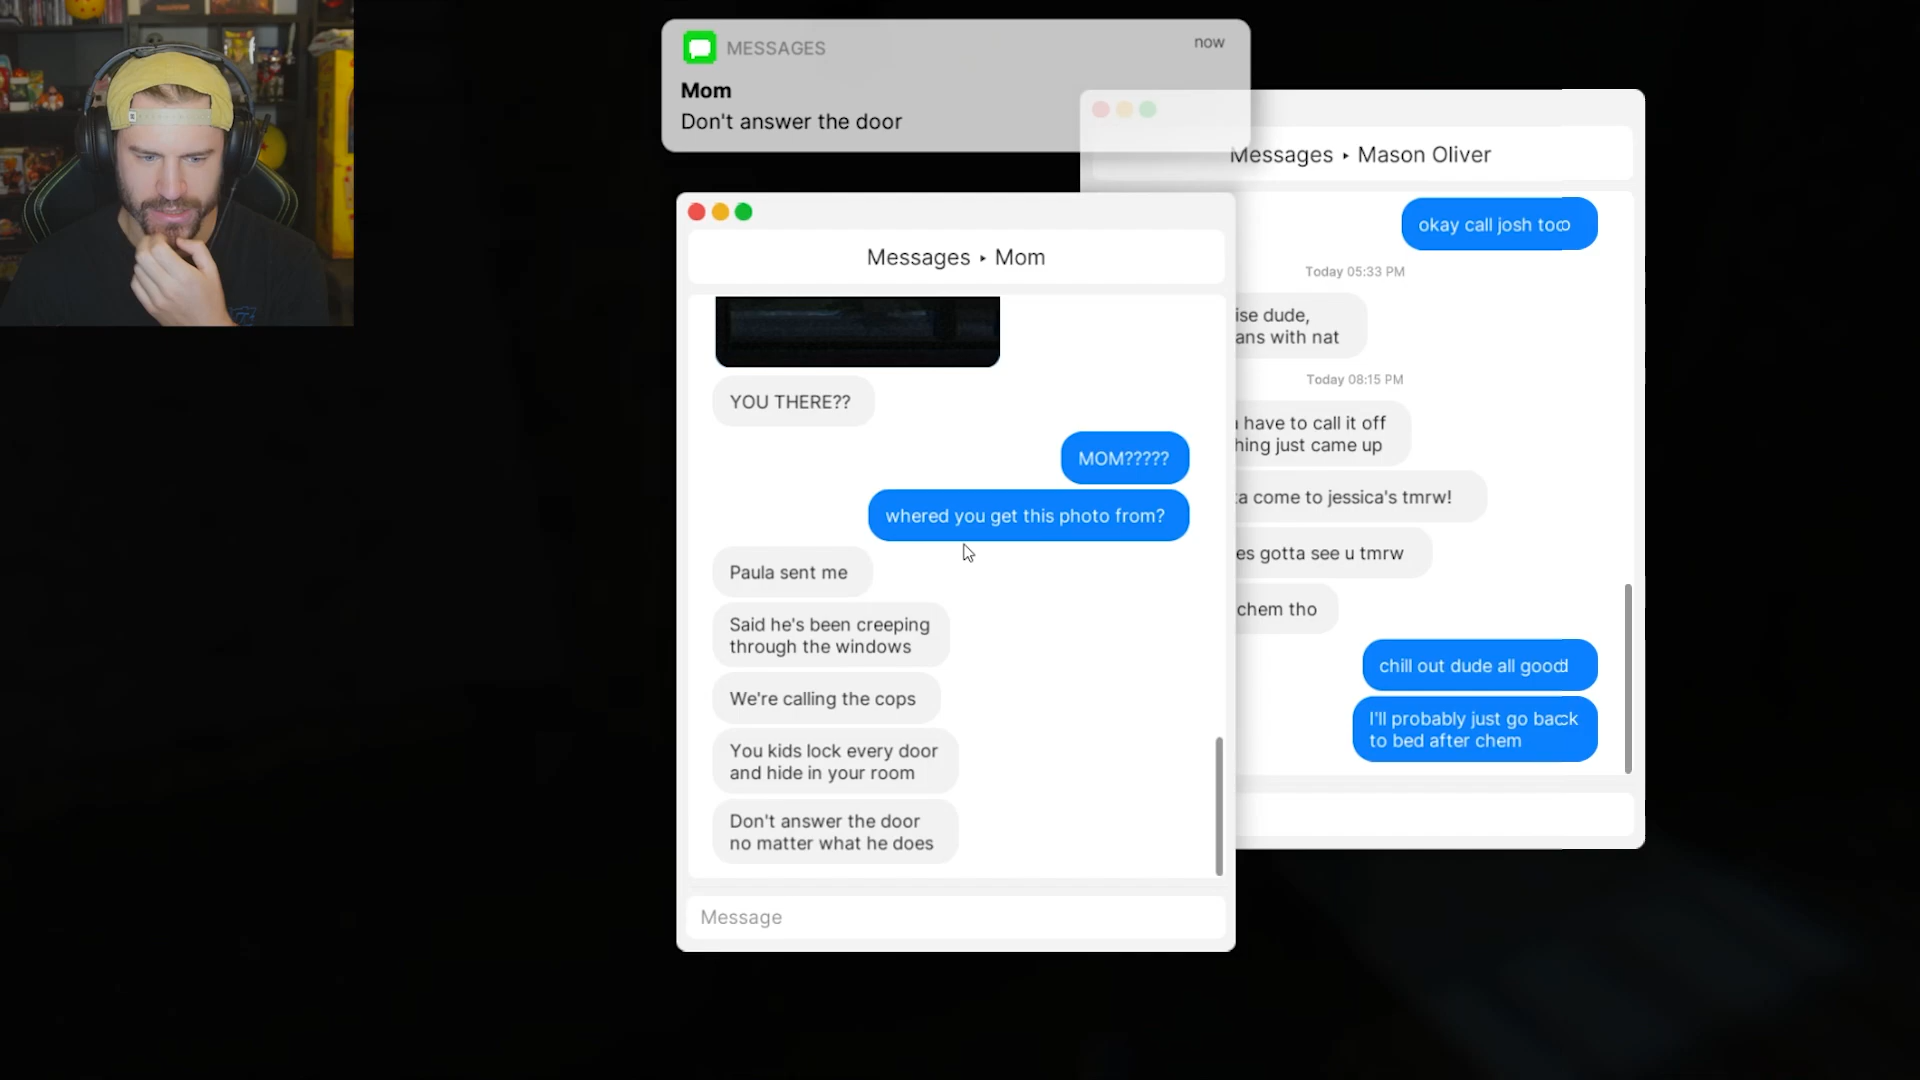 MESSAGES
now
Mom
Don't answer the door
Messages ▸ Mason Oliver
okay call josh too
Today 05:33 PM
ise dude,
ans with nat
Today 08:15 PM
have to call it off
hing just came up
a come to jessica's tmrw!
es gotta see u tmrw
chem tho
chill out dude all good
I'll probably just go back
to bed after chem
Messages ▸ Mom
YOU THERE??
MOM?????
whered you get this photo from?
Paula sent me
Said he's been creeping
through the windows
We're calling the cops
You kids lock every door
and hide in your room
Don't answer the door
no matter what he does
Message